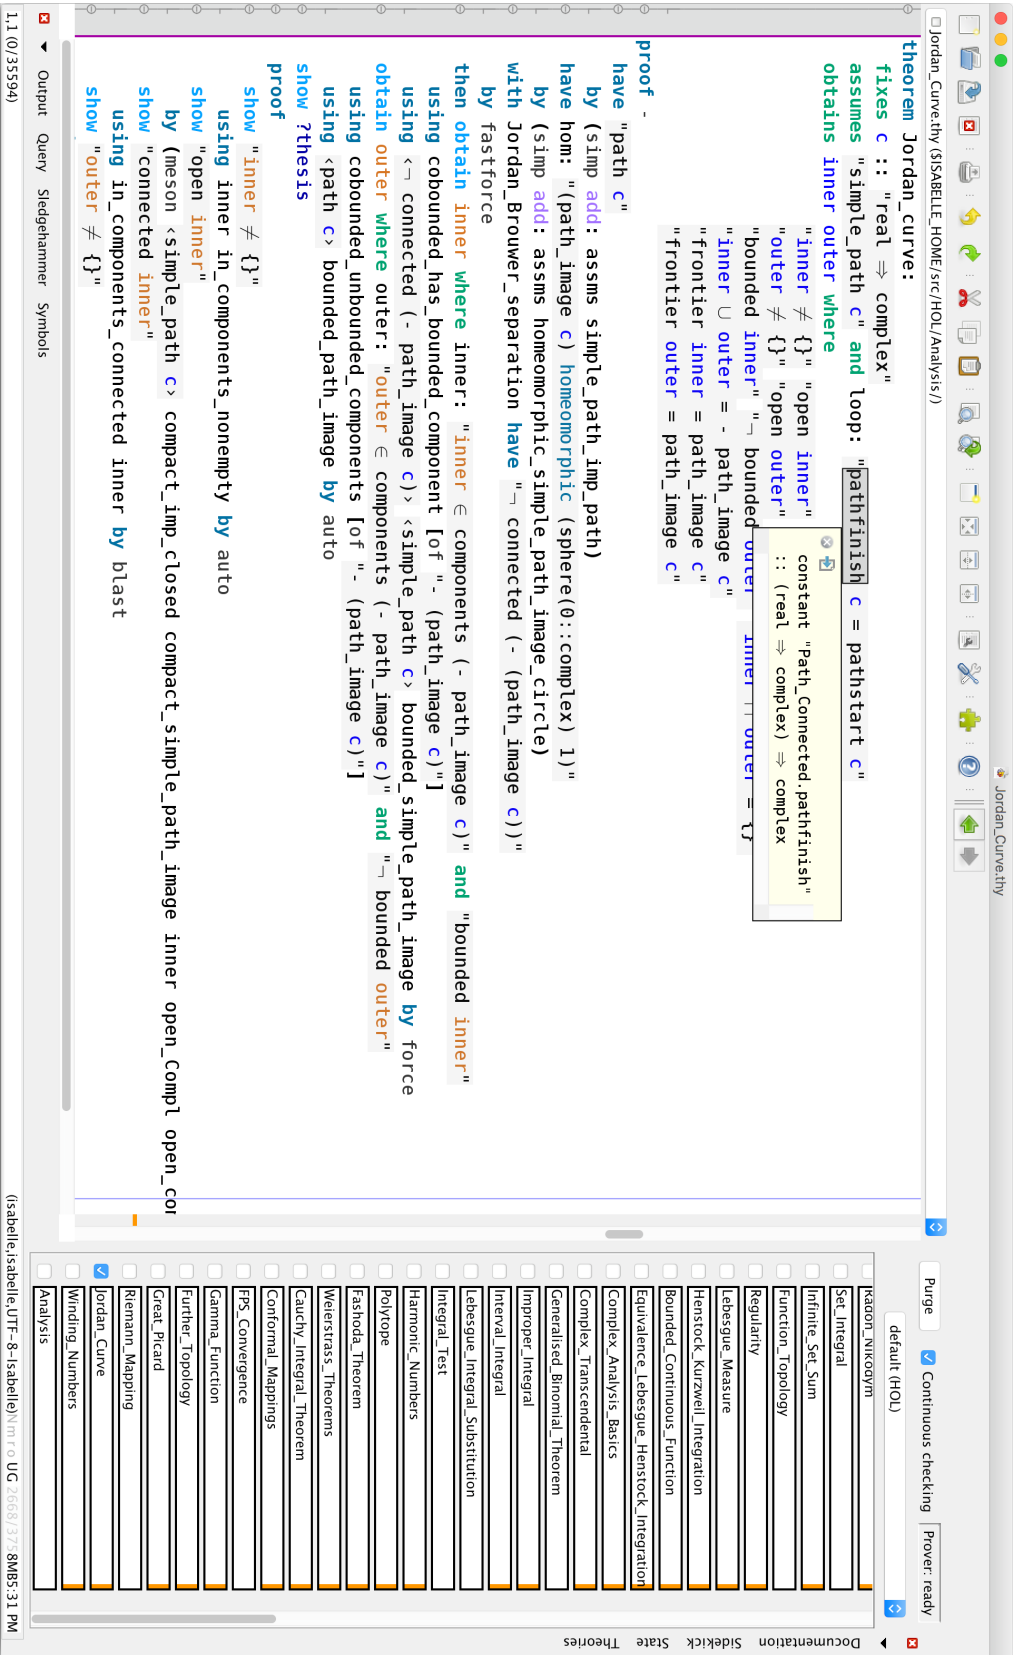 Jordan_Curve.thy
Jordan_Curve.thy ($ISABELLE_HOME/src/HOL/Analysis/)
theorem Jordan_curve:
fixes c :: "real ⇒ complex"
assumes "simple_path c" and loop: "pathfinish c = pathstart c"
obtains inner outer where
"inner ≠ {}" "open inner"
"outer ≠ {}" "open outer"
"bounded inner" "¬ bounded outer" "inner ∩ outer = {}"
"inner ∪ outer = - path_image c"
"frontier inner = path_image c"
"frontier outer = path_image c"
constant "Path_Connected.pathfinish"
:: (real ⇒ complex) ⇒ complex
proof -
have "path c"
by (simp add: assms simple_path_imp_path)
have hom: "(path_image c) homeomorphic (sphere(0::complex) 1)"
by (simp add: assms homeomorphic_simple_path_image_circle)
with Jordan_Brouwer_separation have "¬ connected (- (path_image c))"
by fastforce
then obtain inner where inner: "inner ∈ components (- path_image c)" and "bounded inner"
using cobounded_has_bounded_component [of "- (path_image c)"]
using ‹¬ connected (- path_image c)› ‹simple_path c› bounded_simple_path_image by force
obtain outer where outer: "outer ∈ components (- path_image c)" and "¬ bounded outer"
using cobounded_unbounded_components [of "- (path_image c)"]
using ‹path c› bounded_path_image by auto
show ?thesis
proof
show "inner ≠ {}"
using inner in_components_nonempty by auto
show "open inner"
by (meson ‹simple_path c› compact_imp_closed compact_simple_path_image inner open_Compl open_cor
show "connected inner"
using in_components_connected inner by blast
show "outer ≠ {}"
Output Query Sledgehammer Symbols
1,1 (0/35594)
(isabelle,isabelle,UTF-8-Isabelle)N m r o UG 2668/3758MB 5:31 PM
Purge
Continuous checking
Prover: ready
default (HOL)
Radon_Nikodym
Set_Integral
Infinite_Set_Sum
Function_Topology
Regularity
Lebesgue_Measure
Henstock_Kurzweil_Integration
Bounded_Continuous_Function
Equivalence_Lebesgue_Henstock_Integration
Complex_Analysis_Basics
Complex_Transcendental
Generalised_Binomial_Theorem
Improper_Integral
Interval_Integral
Lebesgue_Integral_Substitution
Integral_Test
Harmonic_Numbers
Polytope
Fashoda_Theorem
Weierstrass_Theorems
Cauchy_Integral_Theorem
Conformal_Mappings
FPS_Convergence
Gamma_Function
Further_Topology
Great_Picard
Riemann_Mapping
Jordan_Curve
Winding_Numbers
Analysis
Documentation Sidekick State Theories